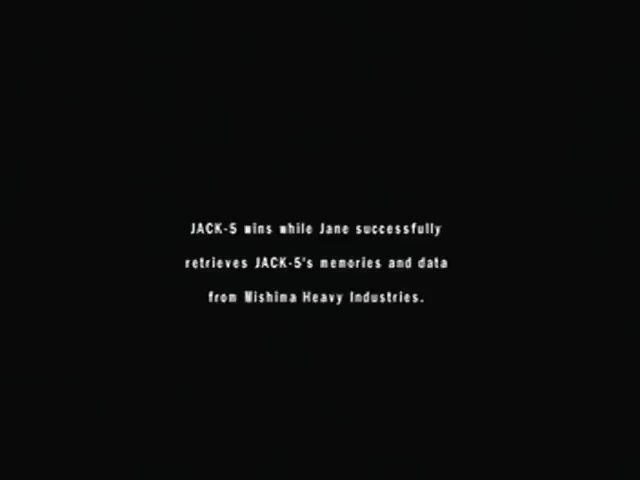 JACK-5 wins while Jane successfully
retrieves JACK-5's memories and data
from Mishima Heavy Industries.